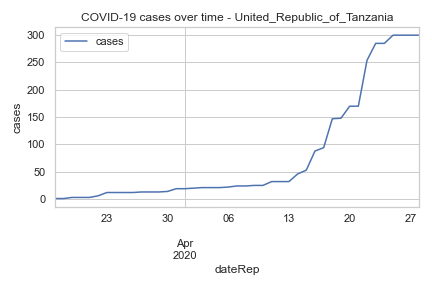 COVID-19 cases over time - United_Republic_of_Tanzania
300
250
200
150
100
50
0
cases
cases
23 30 06 13 20 27
Apr
2020
dateRep